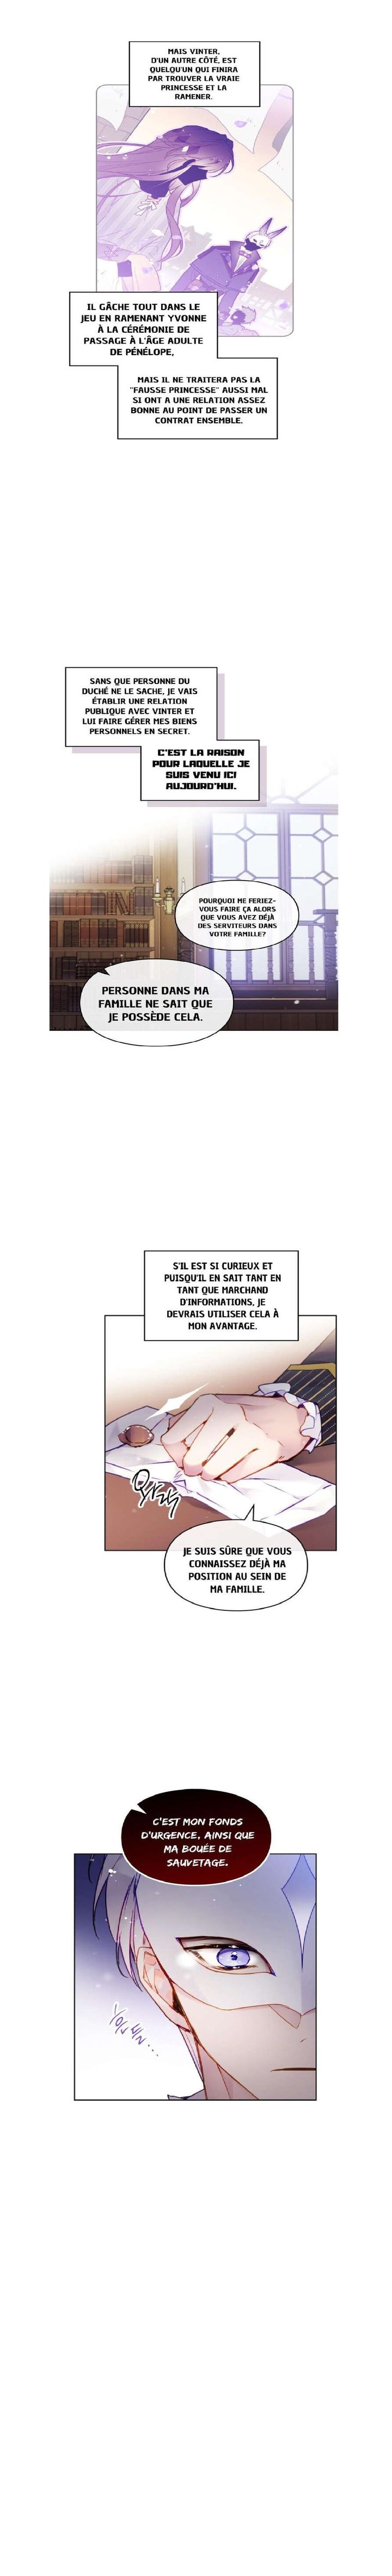 MAIS VINTER,
D'UN AUTRE CÔTÉ, EST
QUELQU'UN QUI FINIRA
PAR TROUVER LA VRAIE
PRINCESSE ET LA
RAMENER.
IL GÂCHE TOUT DANS LE
JEU EN RAMENANT YVONNE
À LA CÉRÉMONIE DE
PASSAGE À L'ÂGE ADULTE
DE PÉNÉLOPE,
MAIS IL NE TRAITERA PAS LA
"FAUSSE PRINCESSE" AUSSI MAL
SI ONT A UNE RELATION ASSEZ
BONNE AU POINT DE PASSER UN
CONTRAT ENSEMBLE.
SANS QUE PERSONNE DU
DUCHÉ NE LE SACHE, JE VAIS
ÉTABLIR UNE RELATION
PUBLIQUE AVEC VINTER ET
LUI FAIRE GÉRER MES BIENS
PERSONNELS EN SECRET.
C'EST LA RAISON
POUR LAQUELLE JE
SUIS VENU ICI
AUJOURD'HUI.
POURQUOI ME FERIEZ-
VOUS FAIRE ÇA ALORS
QUE VOUS AVEZ DÉJÀ
DES SERVITEURS DANS
VOTRE FAMILLE?
PERSONNE DANS MA
FAMILLE NE SAIT QUE
JE POSSÈDE CELA.
S'IL EST SI CURIEUX ET
PUISQU'IL EN SAIT TANT EN
TANT QUE MARCHAND
D'INFORMATIONS, JE
DEVRAIS UTILISER CELA À
MON AVANTAGE.
JE SUIS SÛRE QUE VOUS
CONNAISSEZ DÉJÀ MA
POSITION AU SEIN DE
MA FAMILLE.
C'EST MON FONDS
D'URGENCE, AINSI QUE
MA BOUÉE DE
SAUVETAGE.